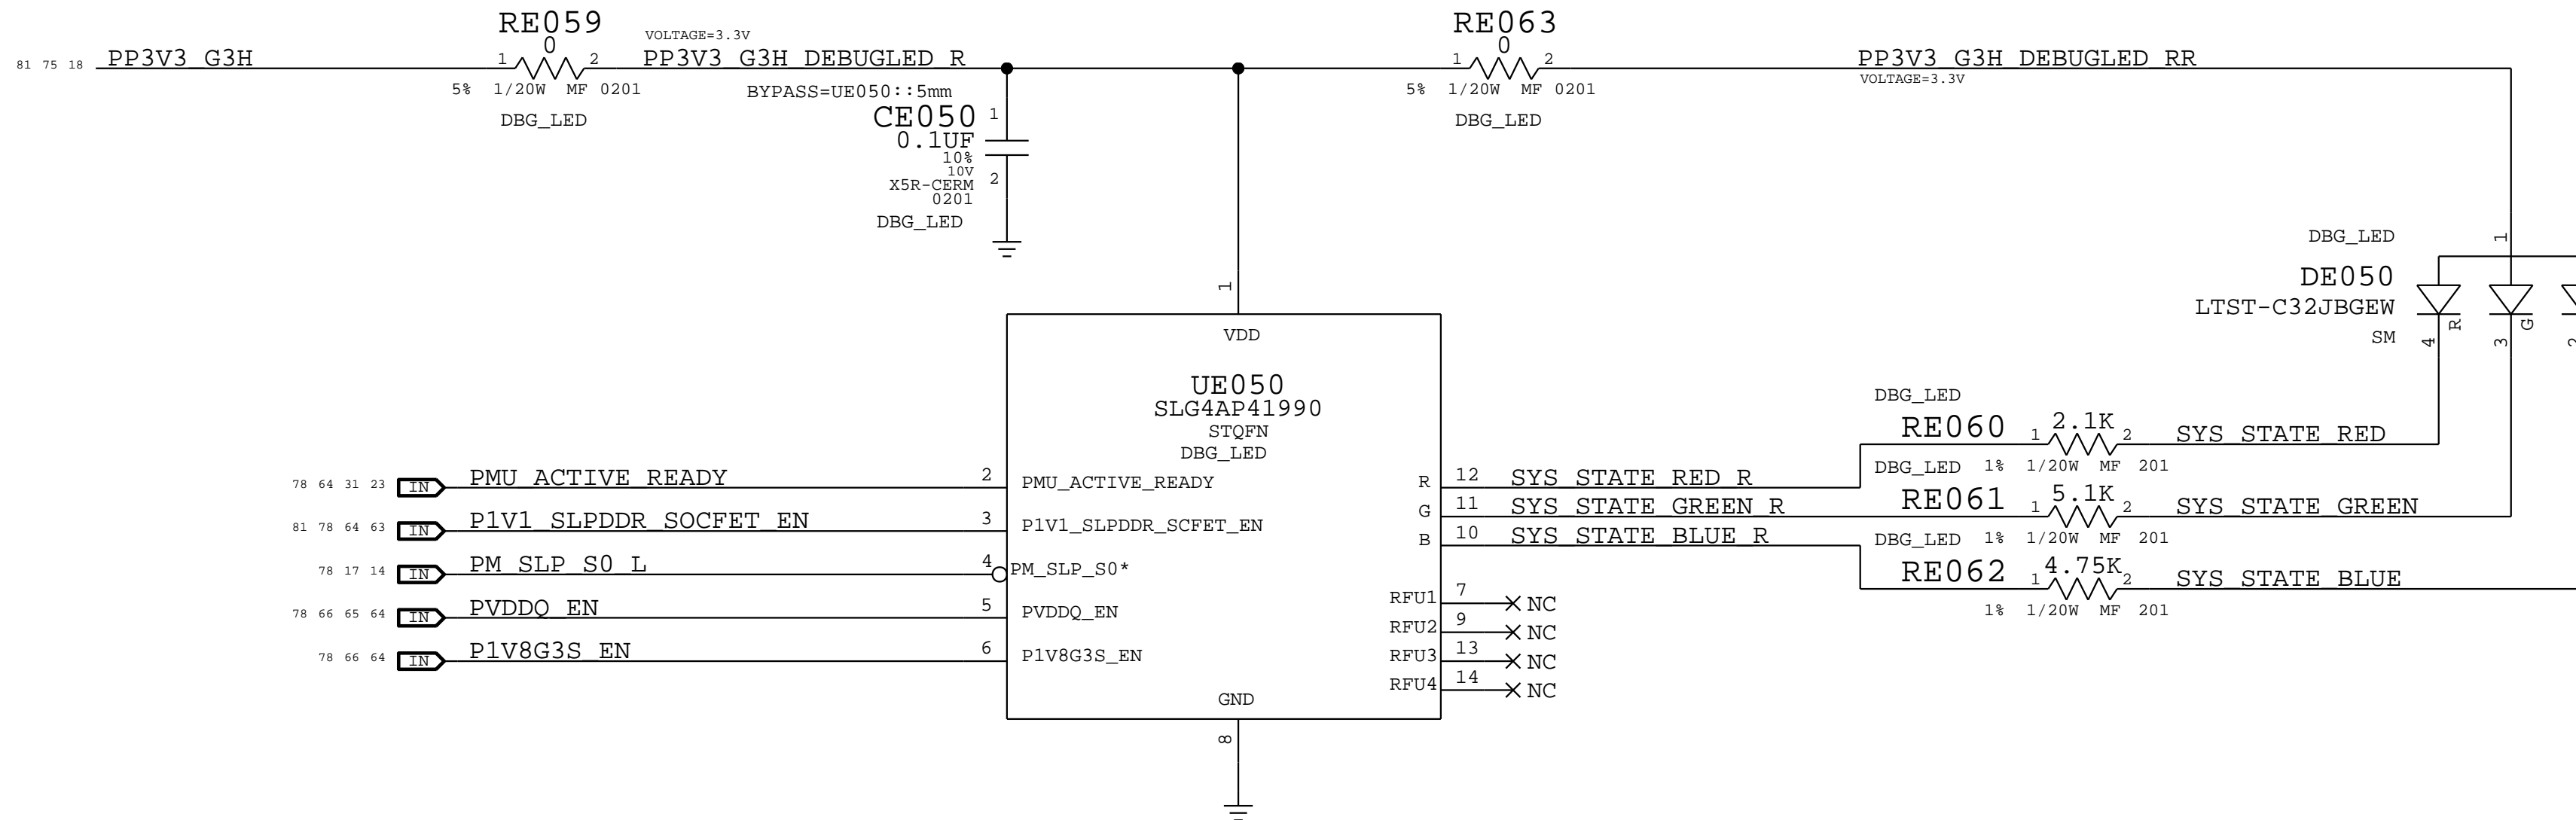 RE059
0
81 75 18 PP3V3_G3H 1 2
VOLTAGE=3.3V
PP3V3_G3H_DEBUGLED_R
5% 1/20W MF 0201
DBG_LED
BYPASS=UE050::5mm
CE050 1
0.1UF
10%
10V
X5R-CERM 2
0201
DBG_LED
RE063
0
1 2
5% 1/20W MF 0201
DBG_LED
PP3V3_G3H_DEBUGLED_RR
VOLTAGE=3.3V
DBG_LED 1
DE050
LTST-C32JBGEW
SM
R G
4 3 2
1
VDD
UE050
SLG4AP41990
STQFN
DBG_LED
78 64 31 23 IN PMU_ACTIVE_READY 2 PMU_ACTIVE_READY
81 78 64 63 IN P1V1_SLPDDR_SOCFET_EN 3 P1V1_SLPDDR_SCFET_EN
78 17 14 IN PM_SLP_S0_L 4 PM_SLP_S0*
78 66 65 64 IN PVDDQ_EN 5 PVDDQ_EN
78 66 64 IN P1V8G3S_EN 6 P1V8G3S_EN
R 12 SYS_STATE_RED_R
G 11 SYS_STATE_GREEN_R
B 10 SYS_STATE_BLUE_R
RFU1 7 NC
RFU2 9 NC
RFU3 13 NC
RFU4 14 NC
GND
8
DBG_LED
RE060 1 2.1K 2 SYS_STATE_RED
DBG_LED 1% 1/20W MF 201
RE061 1 5.1K 2 SYS_STATE_GREEN
DBG_LED 1% 1/20W MF 201
RE062 1 4.75K 2 SYS_STATE_BLUE
1% 1/20W MF 201